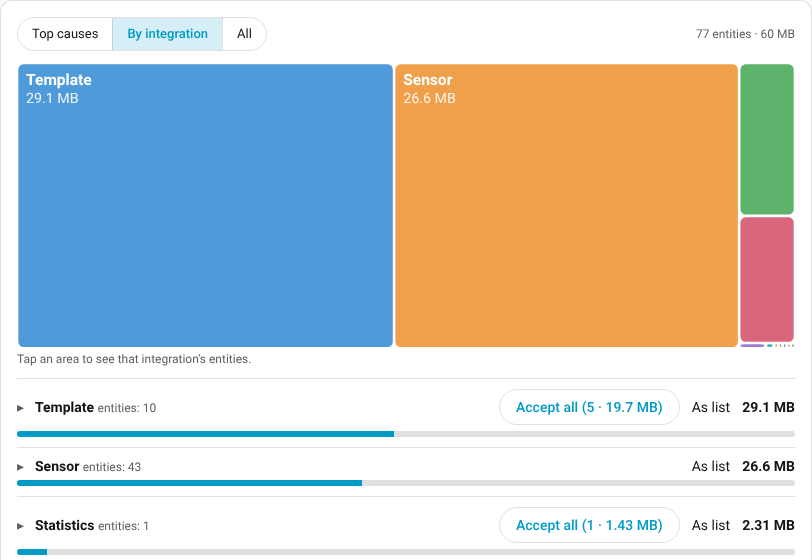 Top causes By integration All 77 entities · 60 MB
Template
29.1 MB
Sensor
26.6 MB
Tap an area to see that integration's entities.
▸ Template entities: 10 Accept all (5 · 19.7 MB) As list 29.1 MB
▸ Sensor entities: 43 As list 26.6 MB
▸ Statistics entities: 1 Accept all (1 · 1.43 MB) As list 2.31 MB